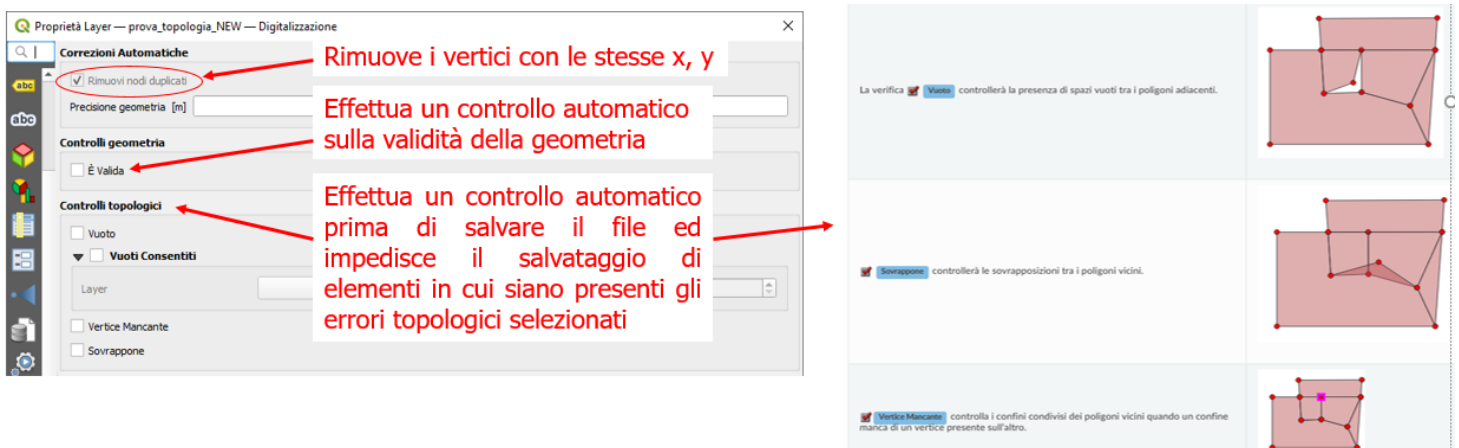 Proprietà Layer — prova_topologia_NEW — Digitalizzazione
Correzioni Automatiche
Rimuovi nodi duplicati
Precisione geometria [m]
Controlli geometria
È Valida
Controlli topologici
Vuoto
Vuoti Consentiti
Layer
Vertice Mancante
Sovrappone
abc
abc
Rimuove i vertici con le stesse x, y
Effettua un controllo automatico
sulla validità della geometria
Effettua un controllo automatico
prima di salvare il file ed
impedisce il salvataggio di
elementi in cui siano presenti gli
errori topologici selezionati
La verifica Vuoto controllerà la presenza di spazi vuoti tra i poligoni adiacenti.
Sovrappone controllerà le sovrapposizioni tra i poligoni vicini.
Vertice Mancante controlla i confini condivisi dei poligoni vicini quando un confine
manca di un vertice presente sull'altro.